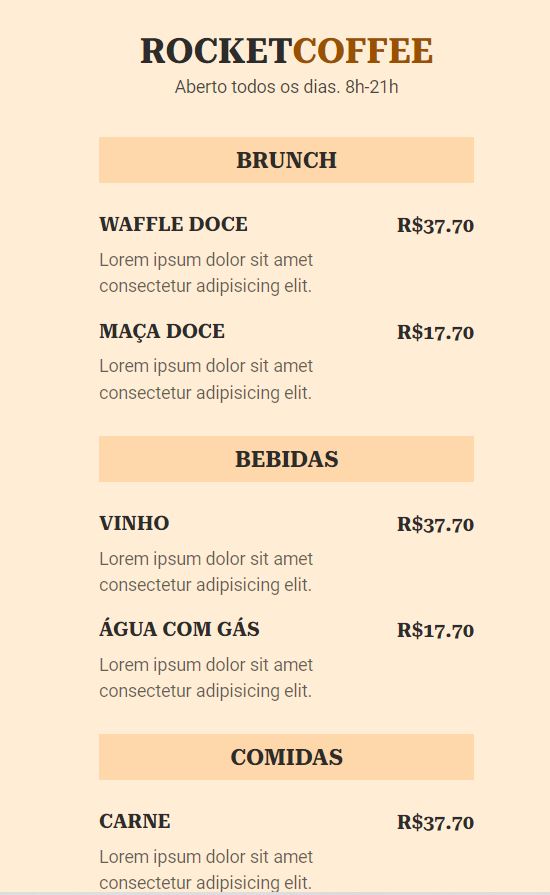 ROCKETCOFFEE
Aberto todos os dias. 8h-21h
BRUNCH
WAFFLE DOCE R$37.70
Lorem ipsum dolor sit amet
consectetur adipisicing elit.
MAÇA DOCE R$17.70
Lorem ipsum dolor sit amet
consectetur adipisicing elit.
BEBIDAS
VINHO R$37.70
Lorem ipsum dolor sit amet
consectetur adipisicing elit.
ÁGUA COM GÁS R$17.70
Lorem ipsum dolor sit amet
consectetur adipisicing elit.
COMIDAS
CARNE R$37.70
Lorem ipsum dolor sit amet
consectetur adipisicing elit.